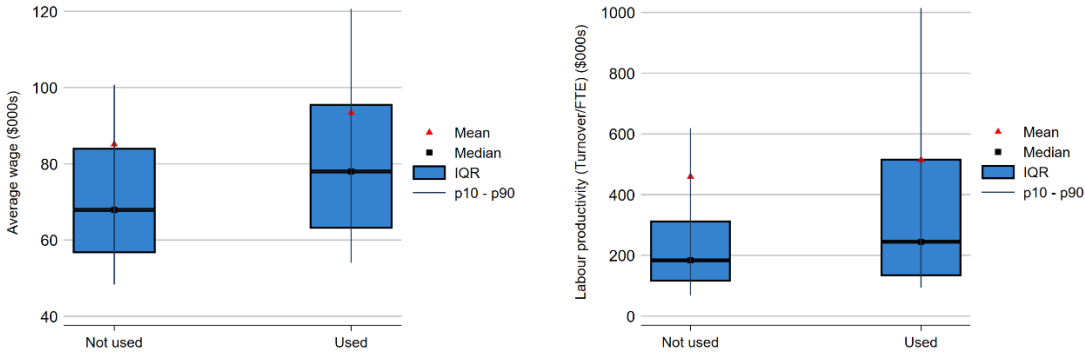 Average wage ($000s)
120
100
80
60
40
Not used
Used
Mean
Median
IQR
p10 - p90
Labour productivity (Turnover/FTE) ($000s)
1000
800
600
400
200
0
Not used
Used
Mean
Median
IQR
p10 - p90